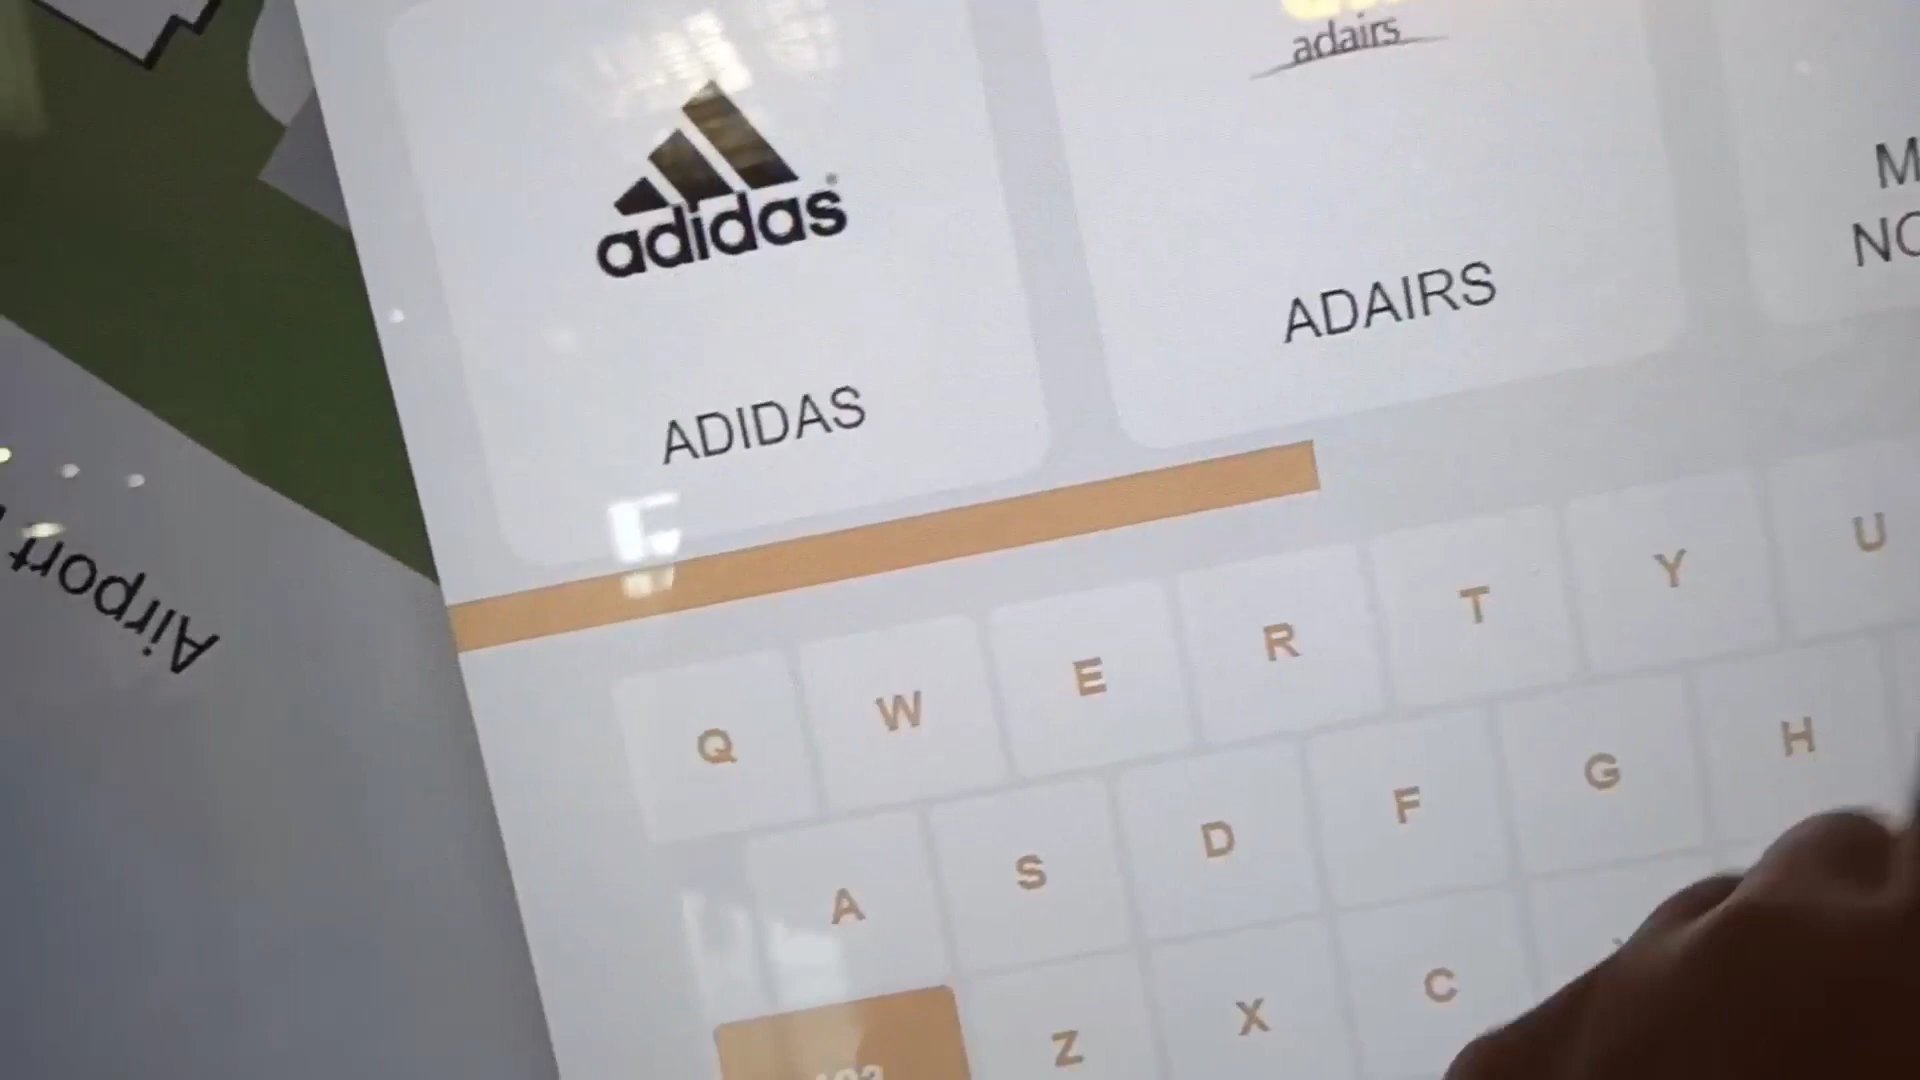 adidas
adairs
ADIDAS
ADAIRS
Airport
Q W E R T Y U
A S D F G H
Z X C